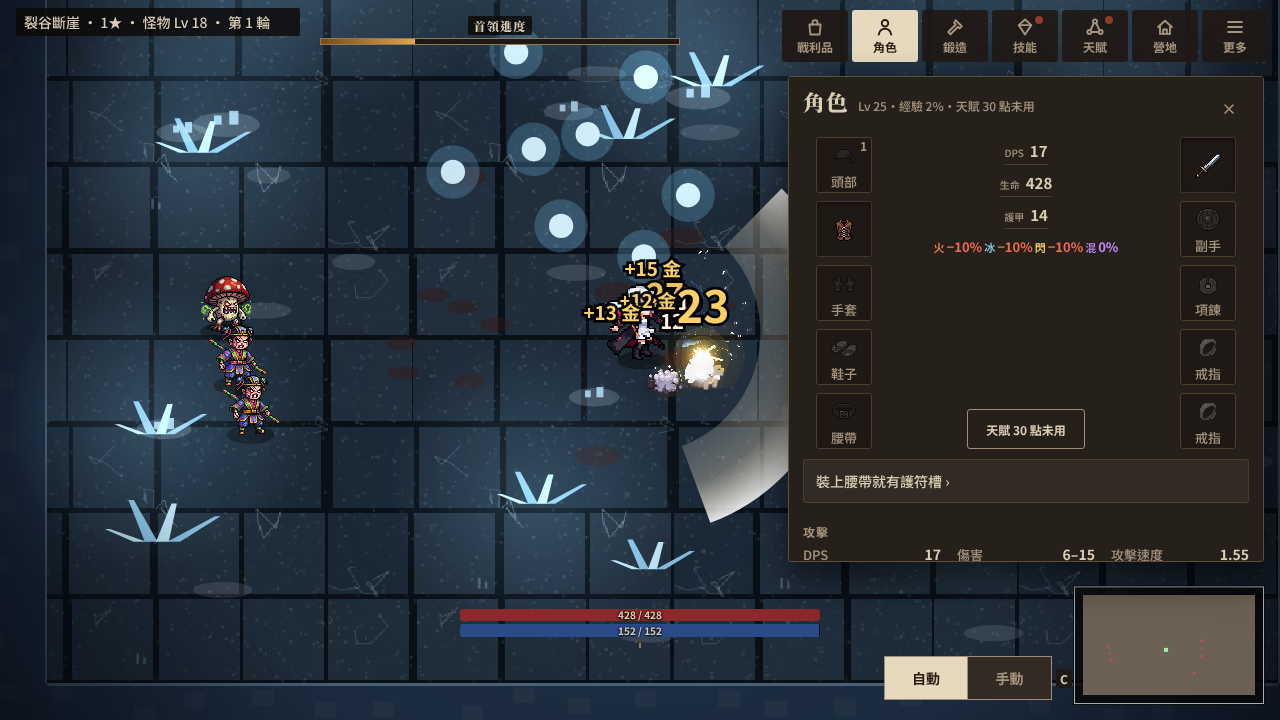 裂谷斷崖 • 1★ • 怪物 Lv 18 • 第 1 輪
首領進度
戰利品
角色
鍛造
技能
天賦
營地
更多
角色 Lv 25・經驗 2%・天賦 30 點未用 ×
1
頭部
DPS 17
生命 428
護甲 14
火 −10% 冰 −10% 閃 −10% 混 0%
副手
手套
項鍊
鞋子
戒指
腰帶
戒指
天賦 30 點未用
裝上腰帶就有護符槽 ›
攻擊
DPS 17 傷害 6–15 攻擊速度 1.55
+15 金
+12 金
23
+13 金
12
428 / 428
152 / 152
自動
手動
C